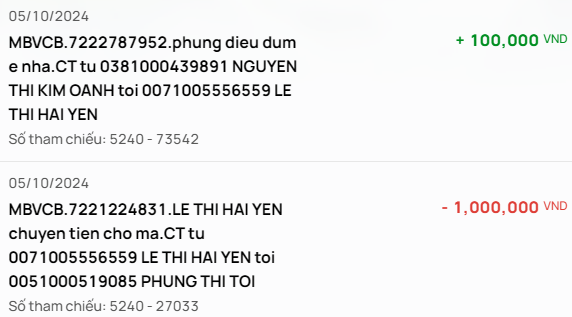 05/10/2024
MBVCB.7222787952.phung dieu dum
e nha.CT tu 0381000439891 NGUYEN
THI KIM OANH toi 0071005556559 LE
THI HAI YEN
+ 100,000 VND
Số tham chiếu: 5240 - 73542
05/10/2024
MBVCB.7221224831.LE THI HAI YEN
chuyen tien cho ma.CT tu
0071005556559 LE THI HAI YEN toi
0051000519085 PHUNG THI TOI
- 1,000,000 VND
Số tham chiếu: 5240 - 27033